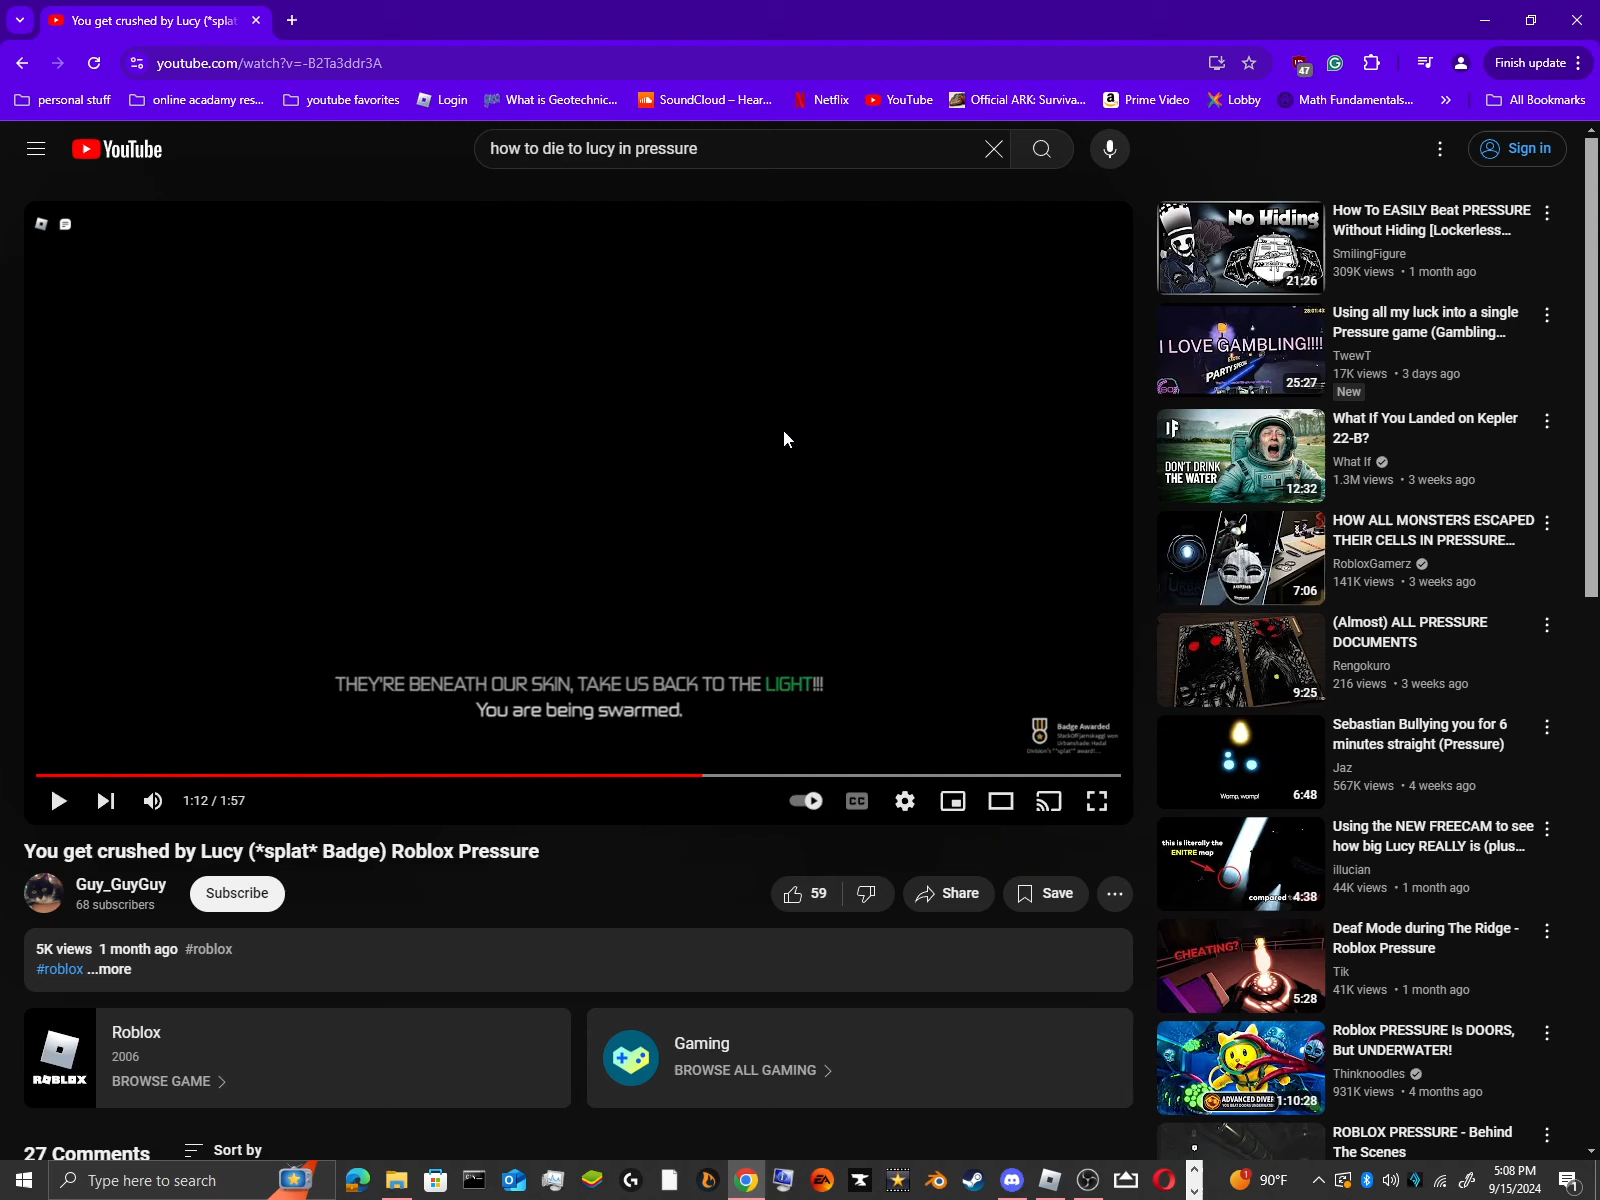 You get crushed by Lucy (*splat
youtube.com/watch?v=-B2Ta3ddr3A
47
Finish update
personal stuff
online acadamy res...
youtube favorites
Login
What is Geotechnic...
SoundCloud – Hear...
Netflix
YouTube
Official ARK: Surviva...
Prime Video
Lobby
Math Fundamentals...
All Bookmarks
YouTube
how to die to lucy in pressure
Sign in
THEY'RE BENEATH OUR SKIN, TAKE US BACK TO THE LIGHT!!!
You are being swarmed.
Badge Awarded
1:12 / 1:57
CC
You get crushed by Lucy (*splat* Badge) Roblox Pressure
Guy_GuyGuy
68 subscribers
Subscribe
59
Share
Save
5K views 1 month ago #roblox
#roblox ...more
ROBLOX
Roblox
2006
BROWSE GAME
Gaming
BROWSE ALL GAMING
27 Comments
Sort by
No Hiding
21:26
How To EASILY Beat PRESSURE
Without Hiding [Lockerless...
SmilingFigure
309K views • 1 month ago
I LOVE GAMBLING!!!!
PARTY SPECIAL
25:27
Using all my luck into a single
Pressure game (Gambling...
TwewT
17K views • 3 days ago
New
IF
DON'T DRINK
THE WATER
12:32
What If You Landed on Kepler
22-B?
What If
1.3M views • 3 weeks ago
7:06
HOW ALL MONSTERS ESCAPED
THEIR CELLS IN PRESSURE...
RobloxGamerz
141K views • 3 weeks ago
9:25
(Almost) ALL PRESSURE
DOCUMENTS
Rengokuro
216 views • 3 weeks ago
Womp, womp!
6:48
Sebastian Bullying you for 6
minutes straight (Pressure)
Jaz
567K views • 4 weeks ago
this is literally the
ENITRE map
compared
4:38
Using the NEW FREECAM to see
how big Lucy REALLY is (plus...
illucian
44K views • 1 month ago
CHEATING?
5:28
Deaf Mode during The Ridge -
Roblox Pressure
Tik
41K views • 1 month ago
ADVANCED DIVER
1:10:28
Roblox PRESSURE Is DOORS,
But UNDERWATER!
Thinknoodles
931K views • 4 months ago
ROBLOX PRESSURE - Behind
The Scenes
Type here to search
EA
1
90°F
5:08 PM
9/15/2024
1